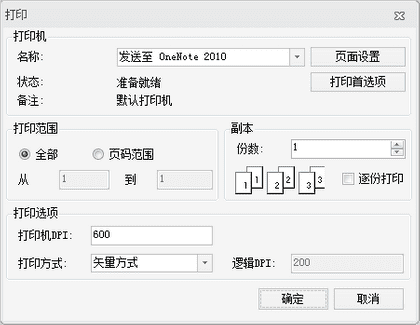 打印
打印机
名称: 发送至 OneNote 2010 页面设置
状态: 准备就绪 打印首选项
备注: 默认打印机
打印范围
全部 页码范围
从 1 到 1
副本
份数: 1
1 1 2 2 3 3 逐份打印
打印选项
打印机DPI: 600
打印方式: 矢量方式 逻辑DPI: 200
确定 取消